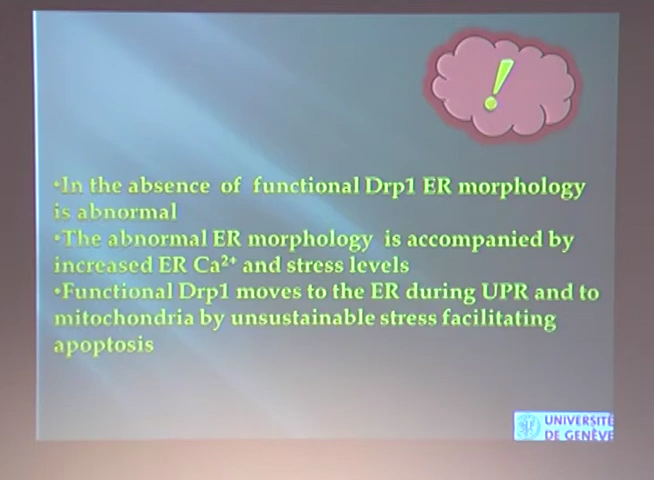 !
•In the absence of functional Drp1 ER morphology
is abnormal
•The abnormal ER morphology is accompanied by
increased ER Ca²⁺ and stress levels
•Functional Drp1 moves to the ER during UPR and to
mitochondria by unsustainable stress facilitating
apoptosis
UNIVERSITÉ
DE GENÈVE